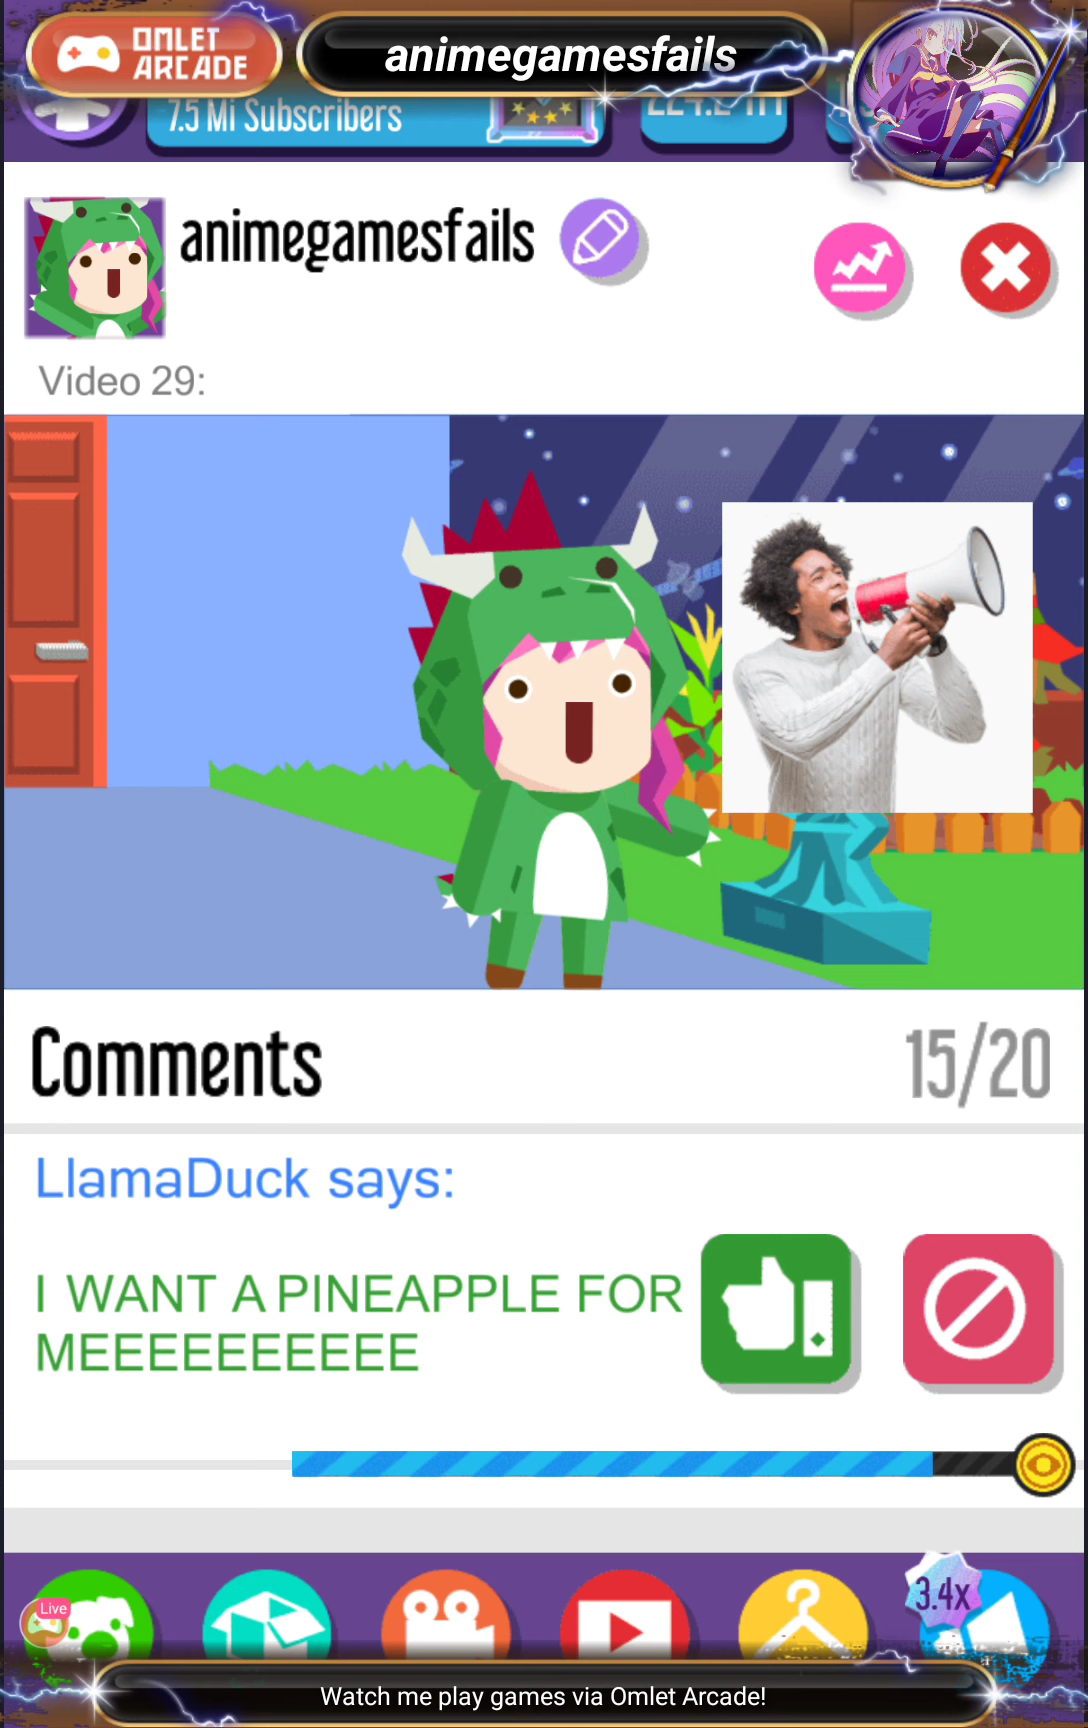 OMLET
ARCADE
animegamesfails
7.5 Mi Subscribers
animegamesfails
Video 29:
Comments
15/20
LlamaDuck says:
I WANT A PINEAPPLE FOR
MEEEEEEEEEE
3.4x
Live
Watch me play games via Omlet Arcade!